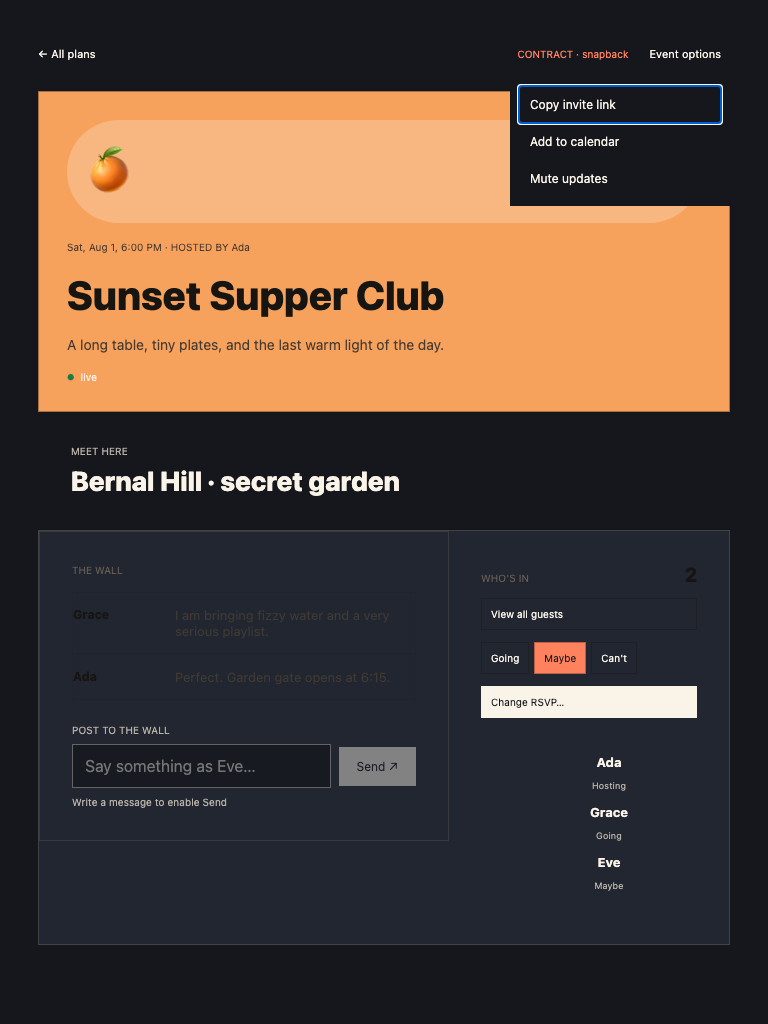 ← All plans
CONTRACT · snapback
Event options
Copy invite link
Add to calendar
Mute updates
Sat, Aug 1, 6:00 PM · HOSTED BY Ada
Sunset Supper Club
A long table, tiny plates, and the last warm light of the day.
live
MEET HERE
Bernal Hill · secret garden
THE WALL
Grace
I am bringing fizzy water and a very
serious playlist.
Ada
Perfect. Garden gate opens at 6:15.
POST TO THE WALL
Say something as Eve...
Send ↗
Write a message to enable Send
WHO'S IN
2
View all guests
Going
Maybe
Can't
Change RSVP...
Ada
Hosting
Grace
Going
Eve
Maybe